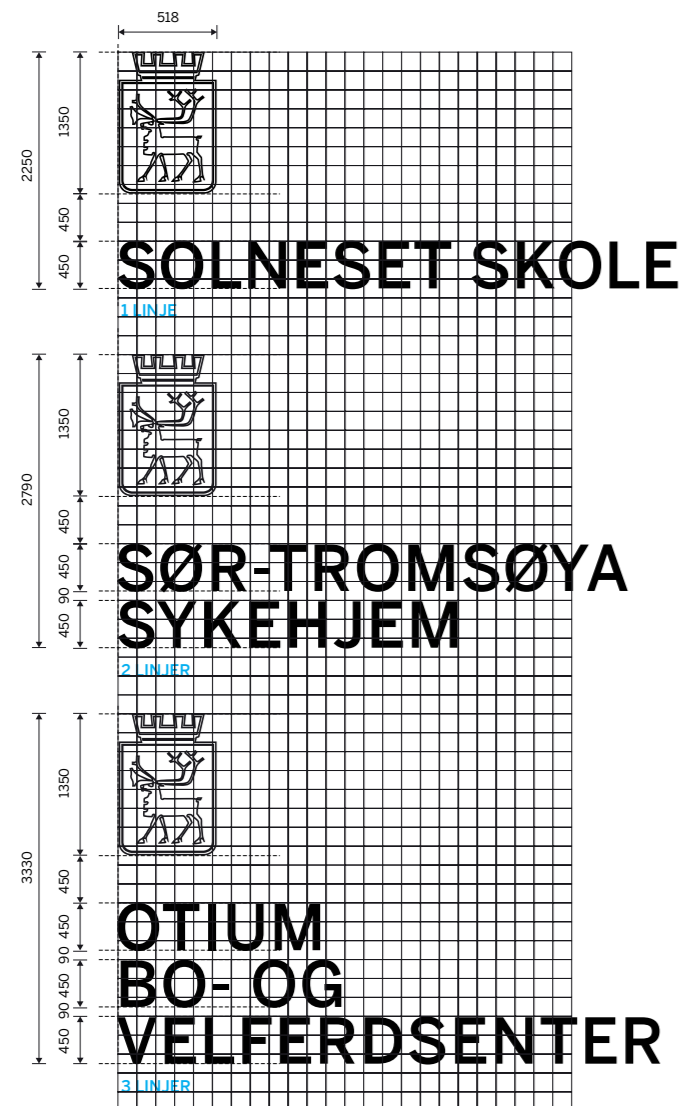 518
2250
1350
450
450
SOLNESET SKOLE
1 LINJE
2790
1350
450
450
90
450
SØR-TROMSØYA
SYKEHJEM
2 LINJER
3330
1350
450
450
90
450
90
450
OTIUM
BO- OG
VELFERDSENTER
3 LINJER